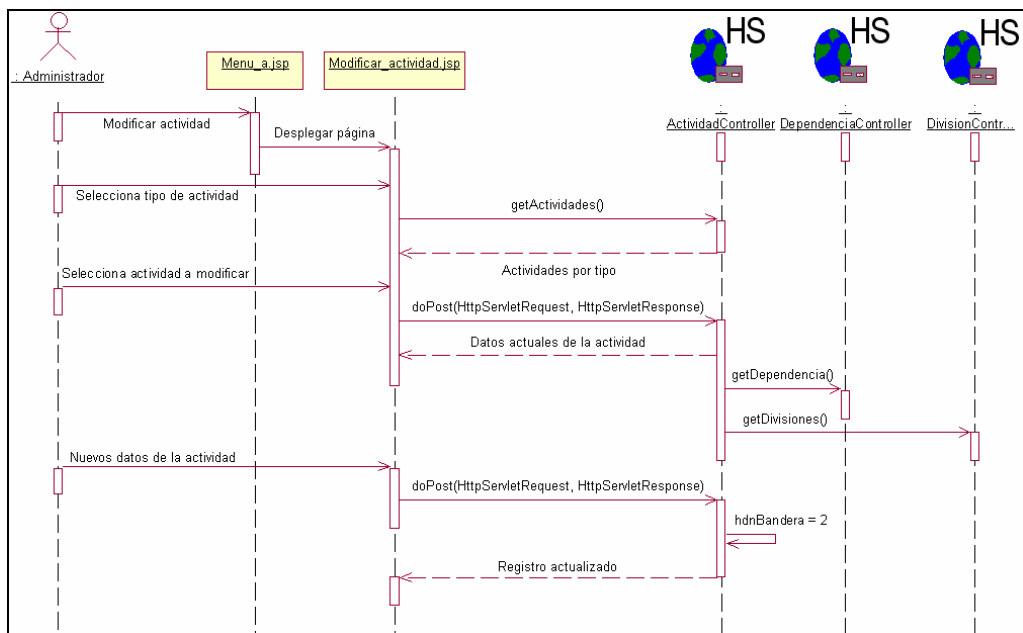 HS
HS
HS
: Administrador
Menu_a.jsp
Modificar_actividad.jsp
:
ActividadController
:
DependenciaController
:
DivisionContr...
Modificar actividad
Desplegar página
Selecciona tipo de actividad
getActividades()
Actividades por tipo
Selecciona actividad a modificar
doPost(HttpServletRequest, HttpServletResponse)
Datos actuales de la actividad
getDependencia()
getDivisiones()
Nuevos datos de la actividad
doPost(HttpServletRequest, HttpServletResponse)
hdnBandera = 2
Registro actualizado